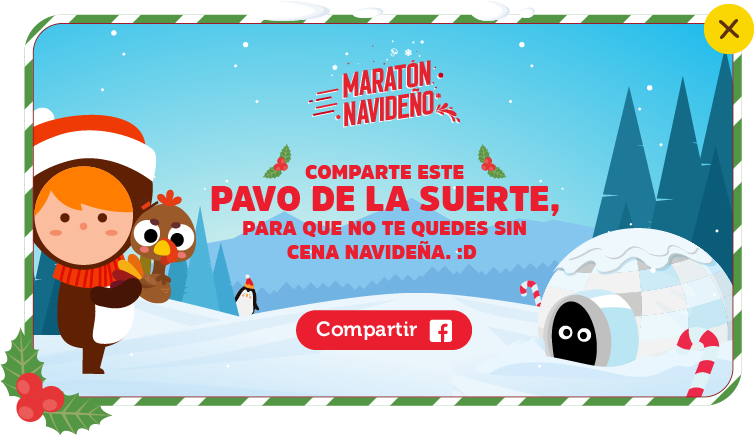 MARATÓN
NAVIDEÑO
COMPARTE ESTE
PAVO DE LA SUERTE,
PARA QUE NO TE QUEDES SIN
CENA NAVIDEÑA. :D
Compartir